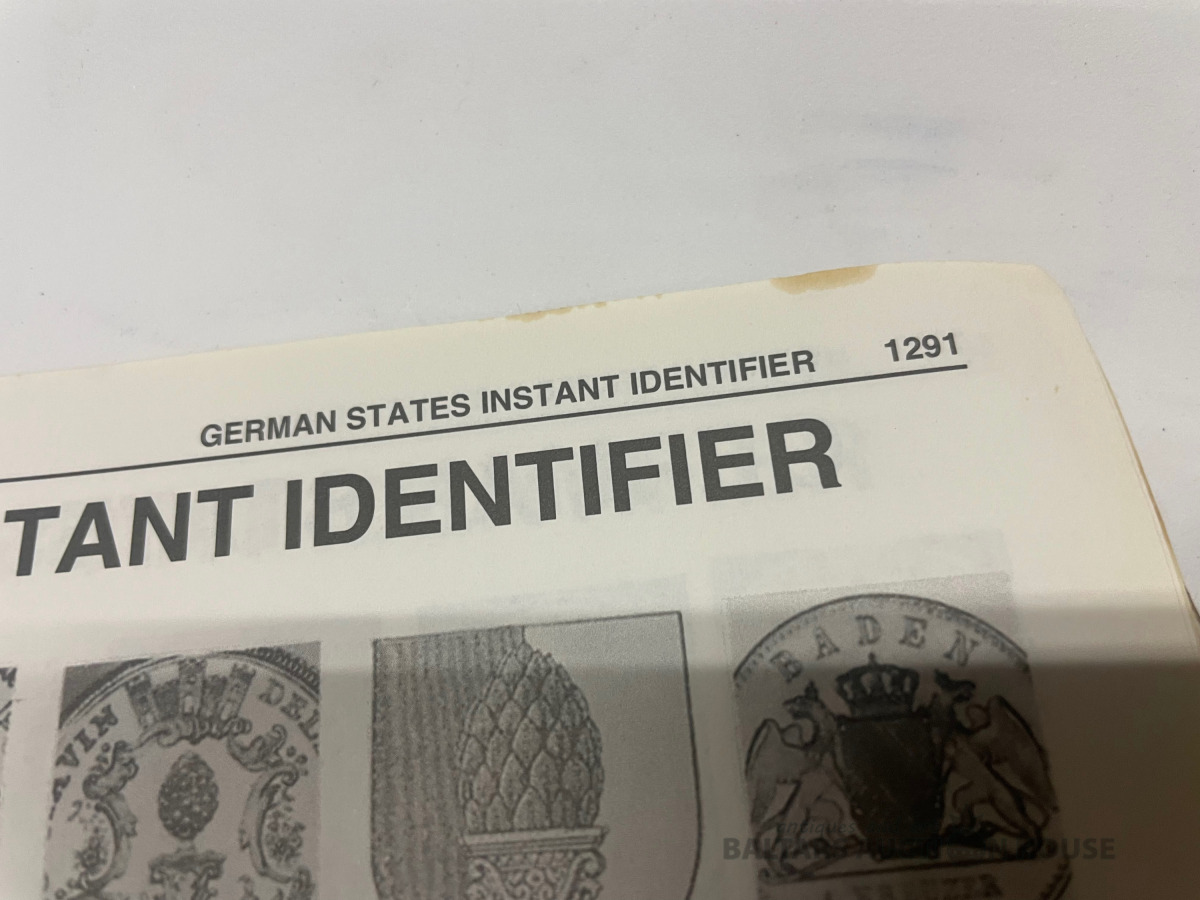 GERMAN STATES INSTANT IDENTIFIER 1291
TANT IDENTIFIER
BADEN